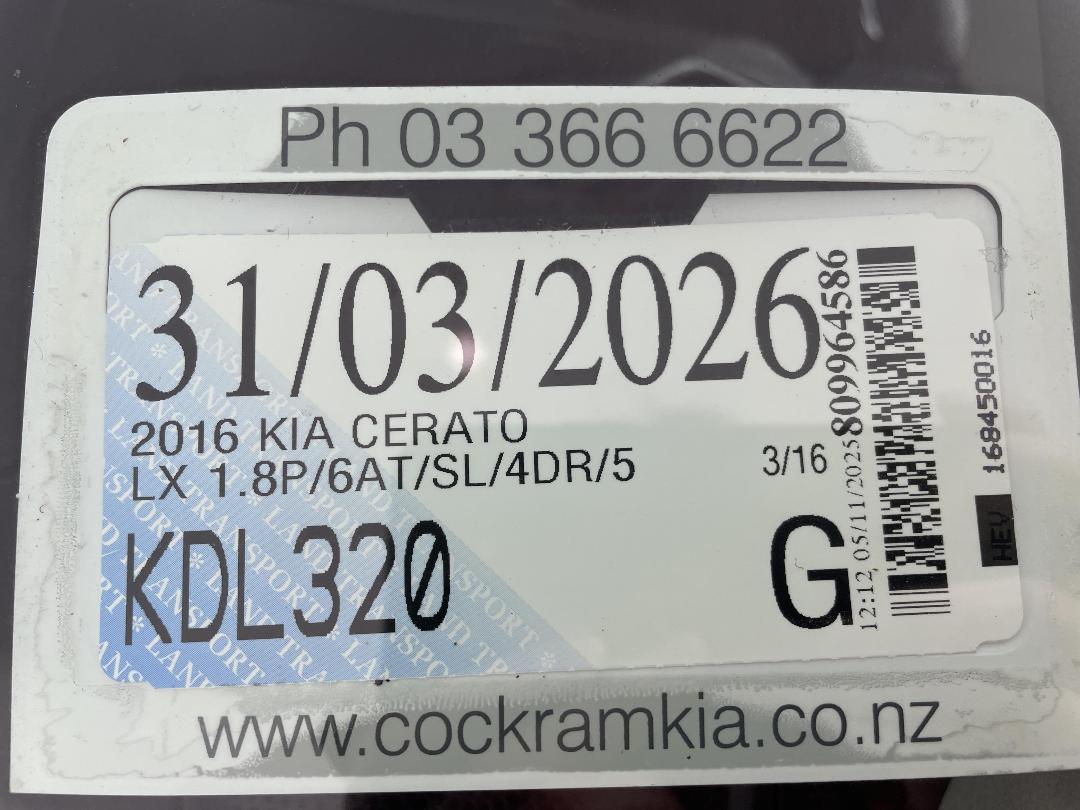 Ph 03 366 6622
31/03/2026
2016 KIA CERATO
LX 1.8P/6AT/SL/4DR/5
3/16
KDL320
G
809964586
12:12, 05/11/2025
168450016
HEV
www.cockramkia.co.nz